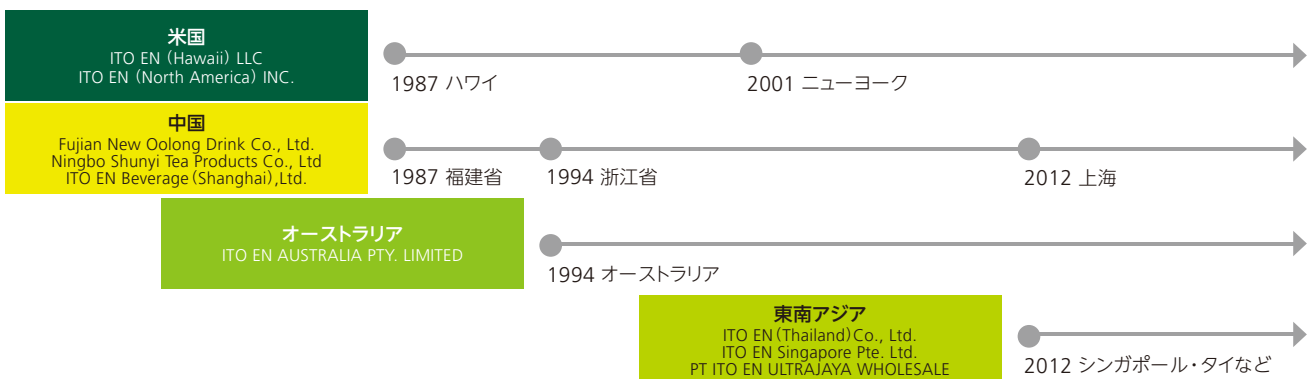 米国
ITO EN（Hawaii）LLC
ITO EN（North America）INC.
1987 ハワイ
2001 ニューヨーク
中国
Fujian New Oolong Drink Co., Ltd.
Ningbo Shunyi Tea Products Co., Ltd
ITO EN Beverage（Shanghai）,Ltd.
1987 福建省
1994 浙江省
2012 上海
オーストラリア
ITO EN AUSTRALIA PTY. LIMITED
1994 オーストラリア
東南アジア
ITO EN（Thailand）Co., Ltd.
ITO EN Singapore Pte. Ltd.
PT ITO EN ULTRAJAYA WHOLESALE
2012 シンガポール・タイなど